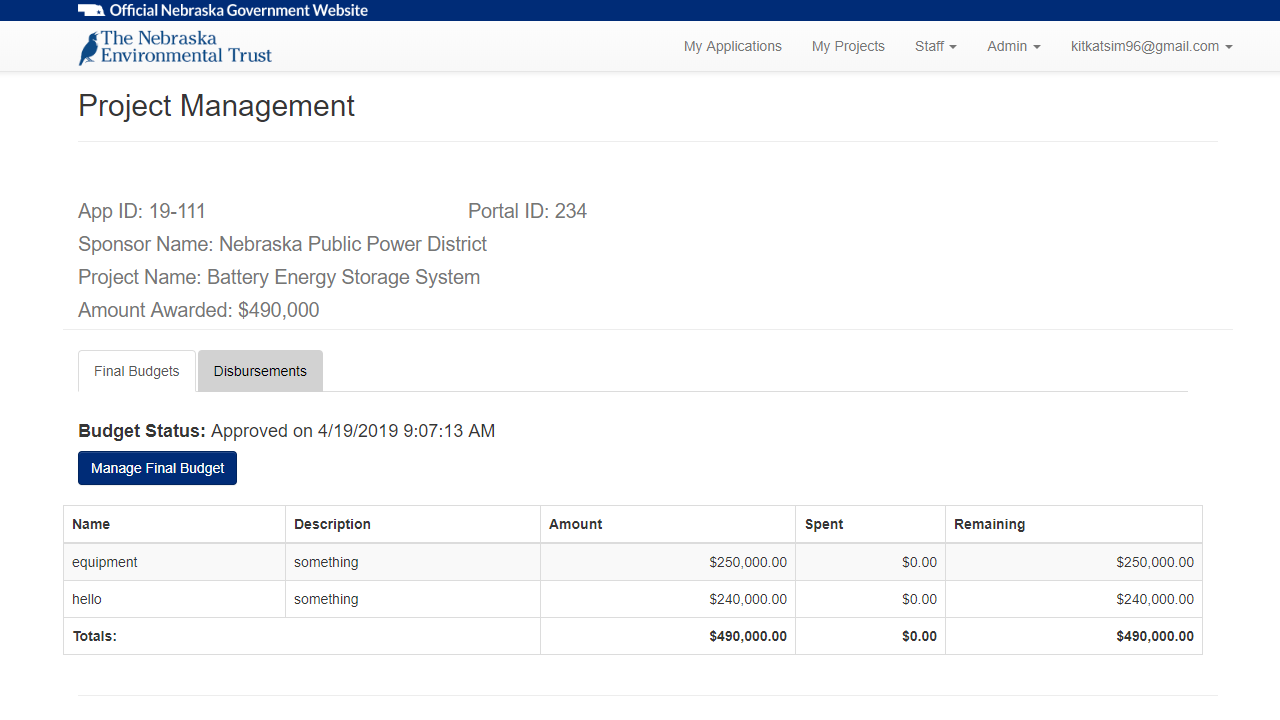 Official Nebraska Government Website
The Nebraska
Environmental Trust
My Applications My Projects Staff Admin kitkatsim96@gmail.com
Project Management
App ID: 19-111 Portal ID: 234
Sponsor Name: Nebraska Public Power District
Project Name: Battery Energy Storage System
Amount Awarded: $490,000
Final Budgets Disbursements
Budget Status: Approved on 4/19/2019 9:07:13 AM
Manage Final Budget
Name Description Amount Spent Remaining
equipment something $250,000.00 $0.00 $250,000.00
hello something $240,000.00 $0.00 $240,000.00
Totals: $490,000.00 $0.00 $490,000.00